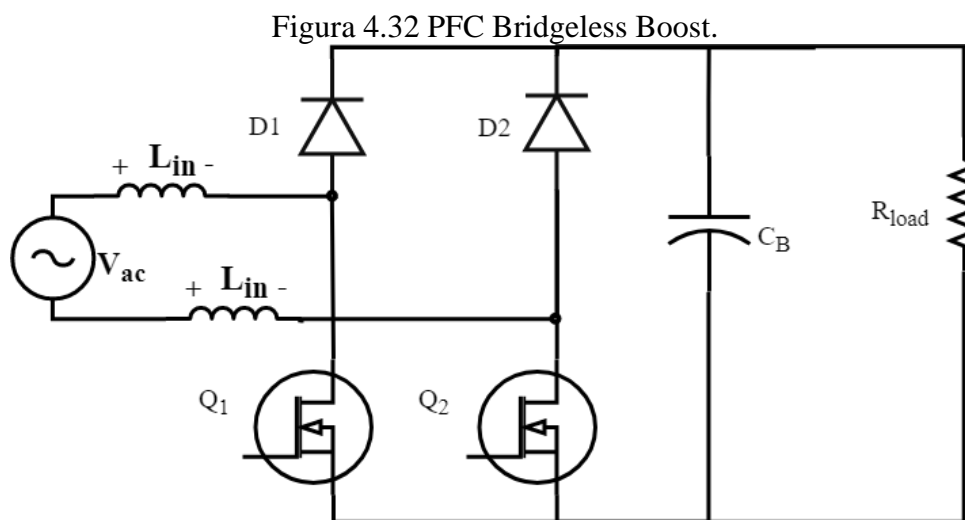 Figura 4.32 PFC Bridgeless Boost.
D1
D2
+ Lin -
Rload
CB
Vac
+ Lin -
Q1
Q2